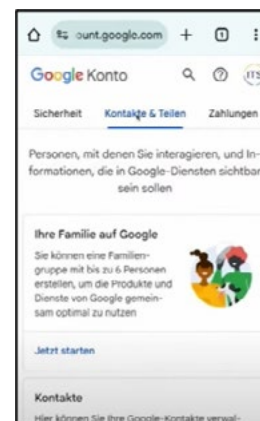 ount.google.com
1
Google Konto
ITS
Sicherheit Kontakte & Teilen Zahlungen
Personen, mit denen Sie interagieren, und In-
formationen, die in Google-Diensten sichtbar
sein sollen
Ihre Familie auf Google
Sie können eine Familien-
gruppe mit bis zu 6 Personen
erstellen, um die Produkte und
Dienste von Google gemein-
sam optimal zu nutzen
Jetzt starten
Kontakte
Hier können Sie Ihre Google-Kontakte verwal-